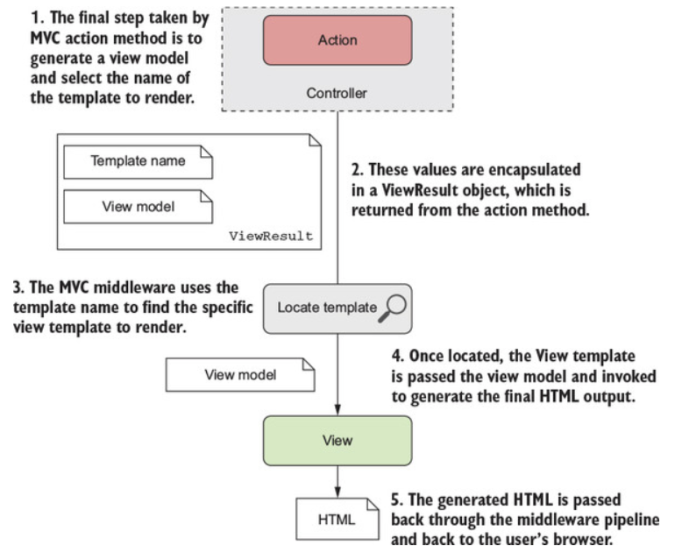 1. The final step taken by
MVC action method is to
generate a view model
and select the name of
the template to render.
Action
Controller
Template name
View model
ViewResult
2. These values are encapsulated
in a ViewResult object, which is
returned from the action method.
3. The MVC middleware uses the
template name to find the specific
view template to render.
Locate template
View model
4. Once located, the View template
is passed the view model and invoked
to generate the final HTML output.
View
HTML
5. The generated HTML is passed
back through the middleware pipeline
and back to the user's browser.